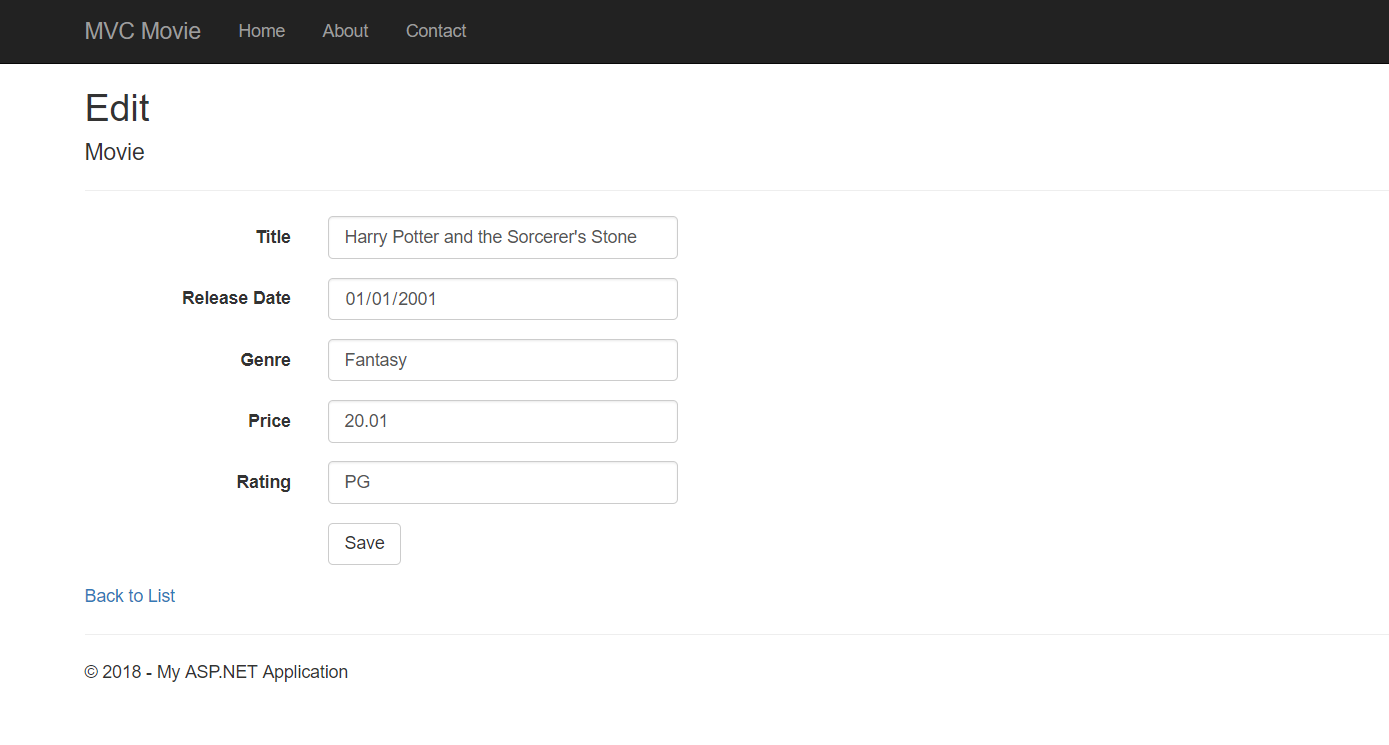 MVC Movie Home About Contact
Edit
Movie
Title Harry Potter and the Sorcerer's Stone
Release Date 01/01/2001
Genre Fantasy
Price 20.01
Rating PG
Save
Back to List
© 2018 - My ASP.NET Application